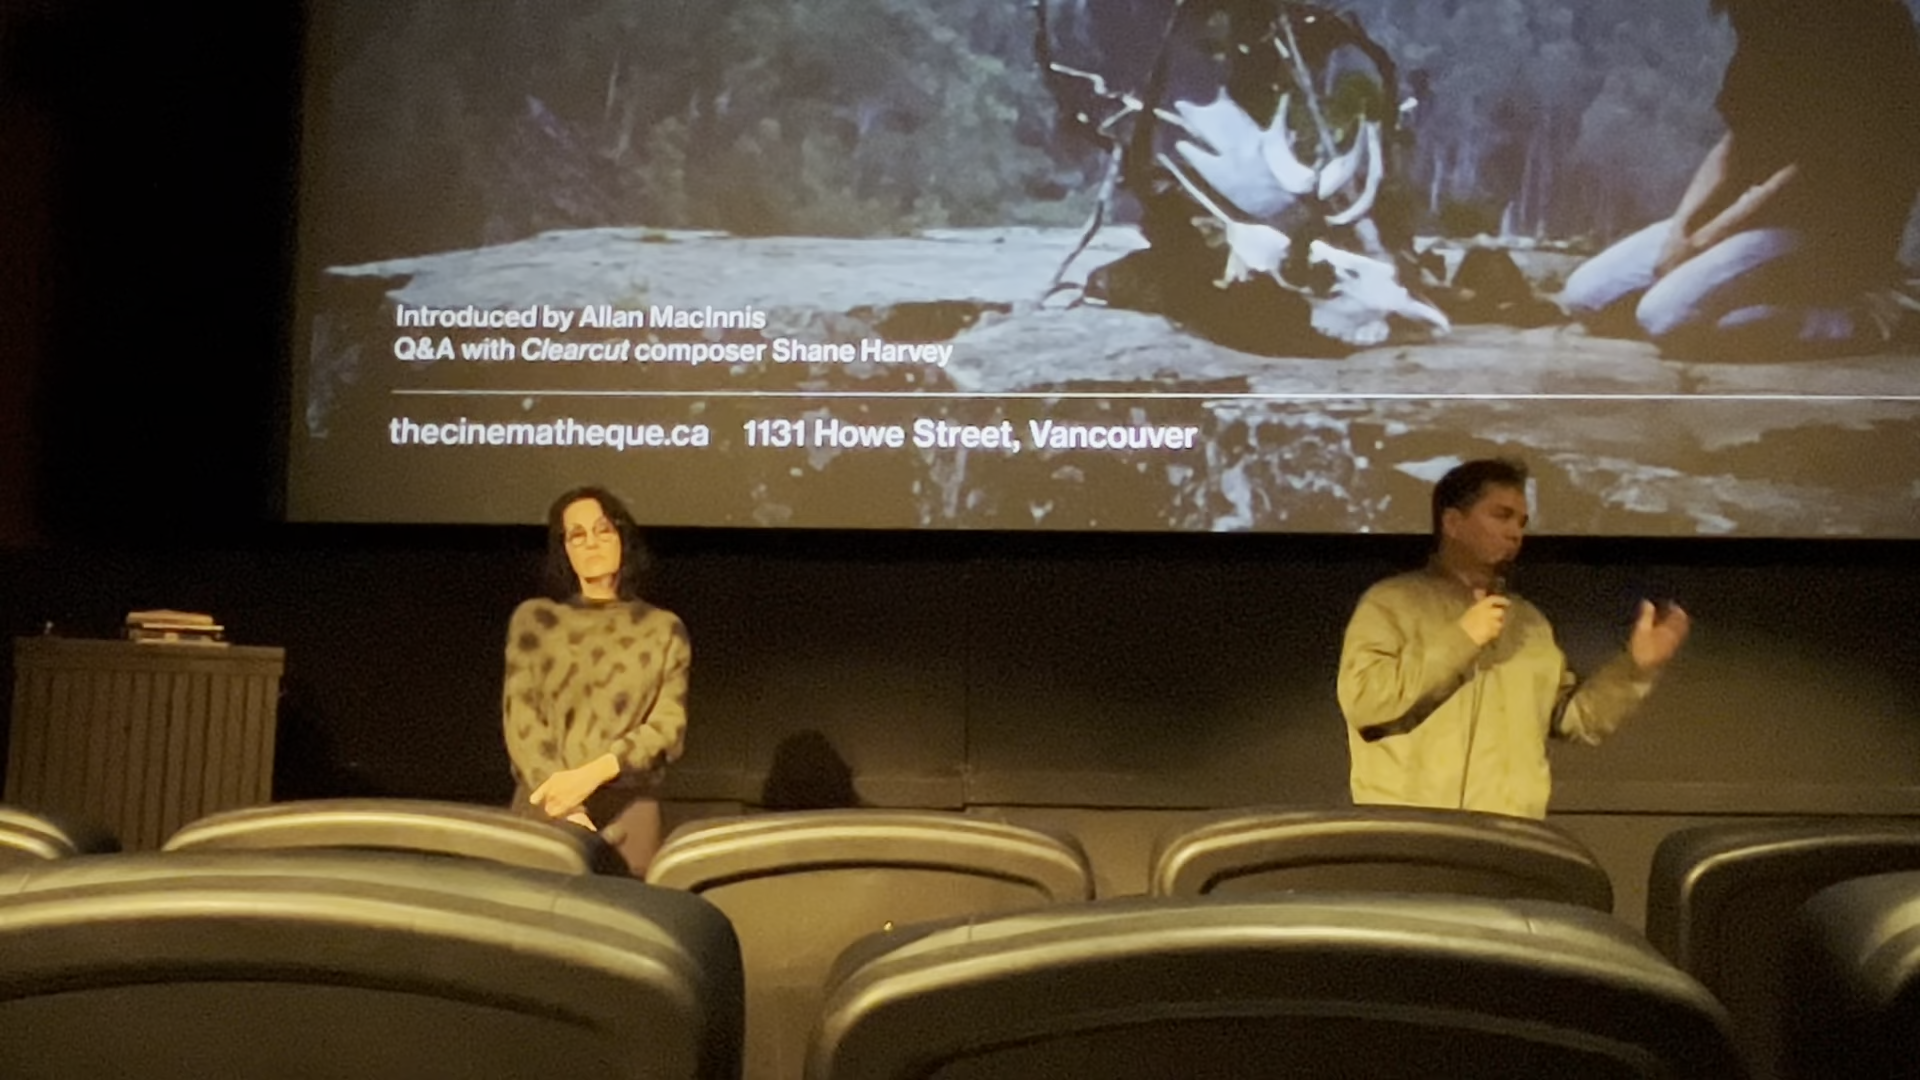 Introduced by Allan MacInnis
Q&A with Clearcut composer Shane Harvey
thecinematheque.ca 1131 Howe Street, Vancouver